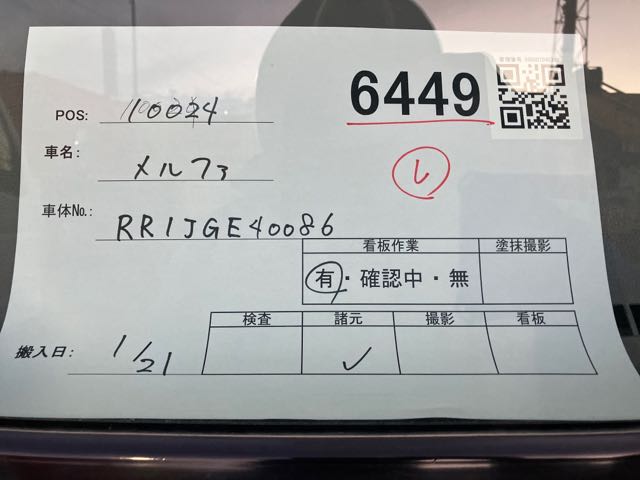 6449
POS: 110024
レ
車名: メルファ
車体No.: RR1JGE40086
看板作業 塗抹撮影
有・確認中・無
検査 諸元 撮影 看板
搬入日: 1/21 ✓